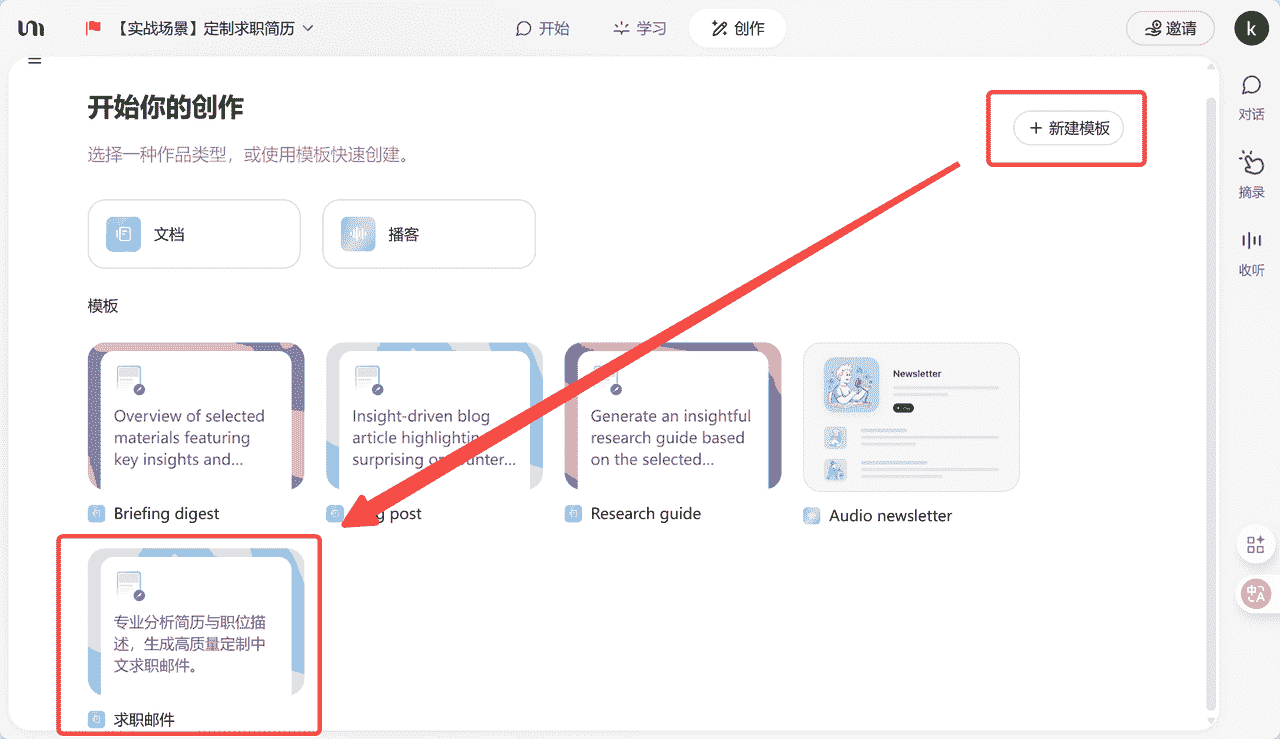 【实战场景】定制求职简历
开始
学习
创作
邀请
k
开始你的创作
+ 新建模板
选择一种作品类型，或使用模板快速创建。
文档
播客
对话
摘录
收听
模板
Overview of selected
materials featuring
key insights and...
Insight-driven blog
article highlighting
surprising or counter...
Generate an insightful
research guide based
on the selected...
Newsletter
Briefing digest
post
Research guide
Audio newsletter
专业分析简历与职位描
述，生成高质量定制中
文求职邮件。
求职邮件
中
A